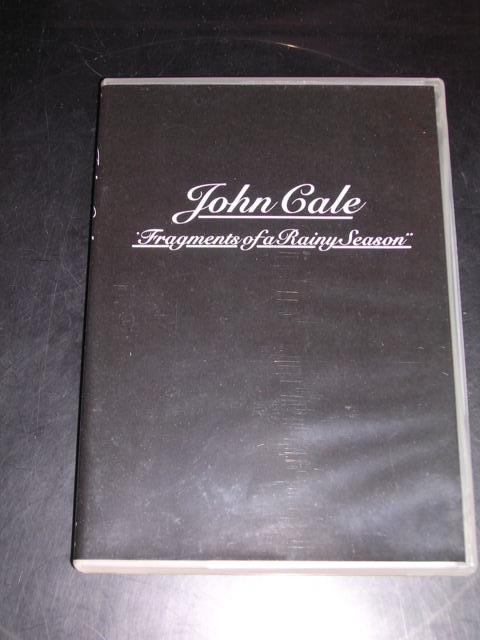 John Cale
"Fragments of a Rainy Season"